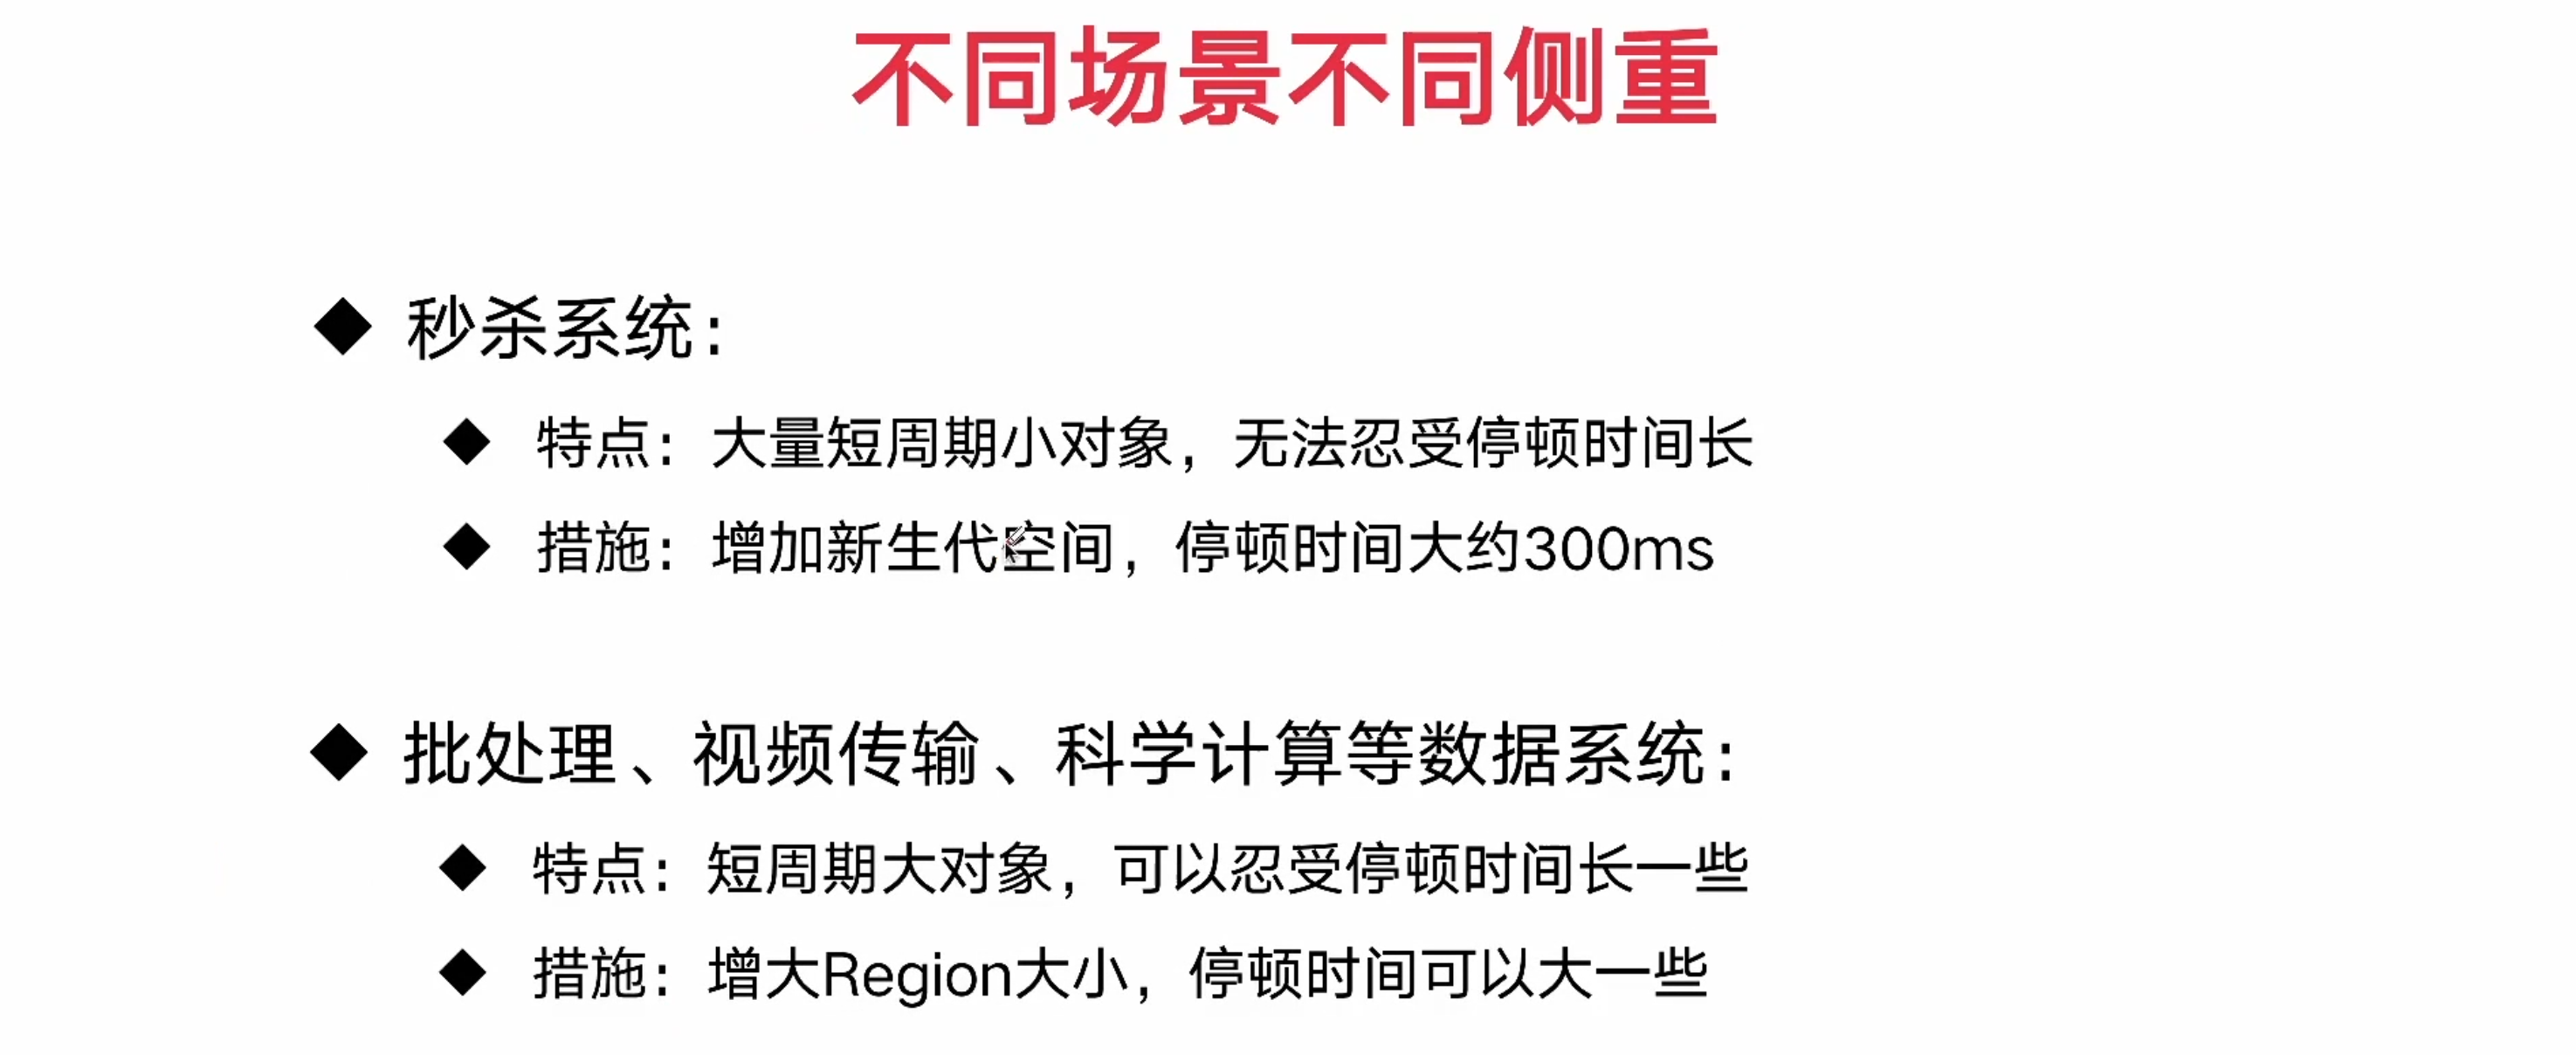 不同场景不同侧重
秒杀系统：
特点：大量短周期小对象，无法忍受停顿时间长
措施：增加新生代空间，停顿时间大约300ms
批处理、视频传输、科学计算等数据系统：
特点：短周期大对象，可以忍受停顿时间长一些
措施：增大Region大小，停顿时间可以大一些